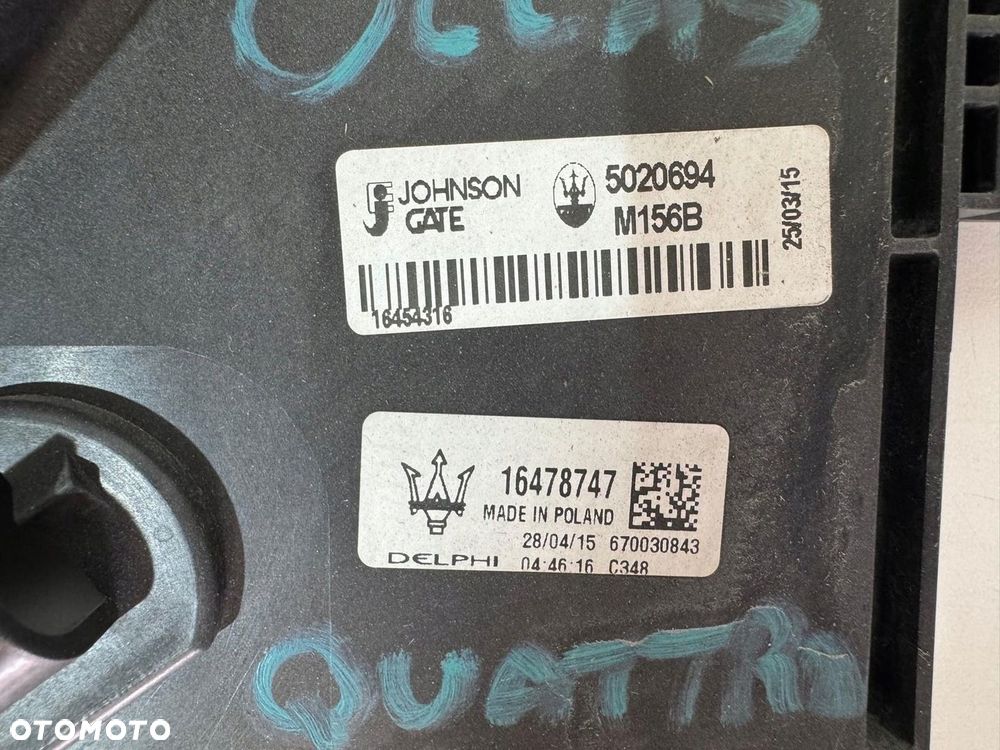 JOHNSON
GATE
5020694
M156B
25/03/15
16454316
16478747
MADE IN POLAND
28/04/15 670030843
DELPHI 04:46:16 C348
QUATTRO
OTOMOTO